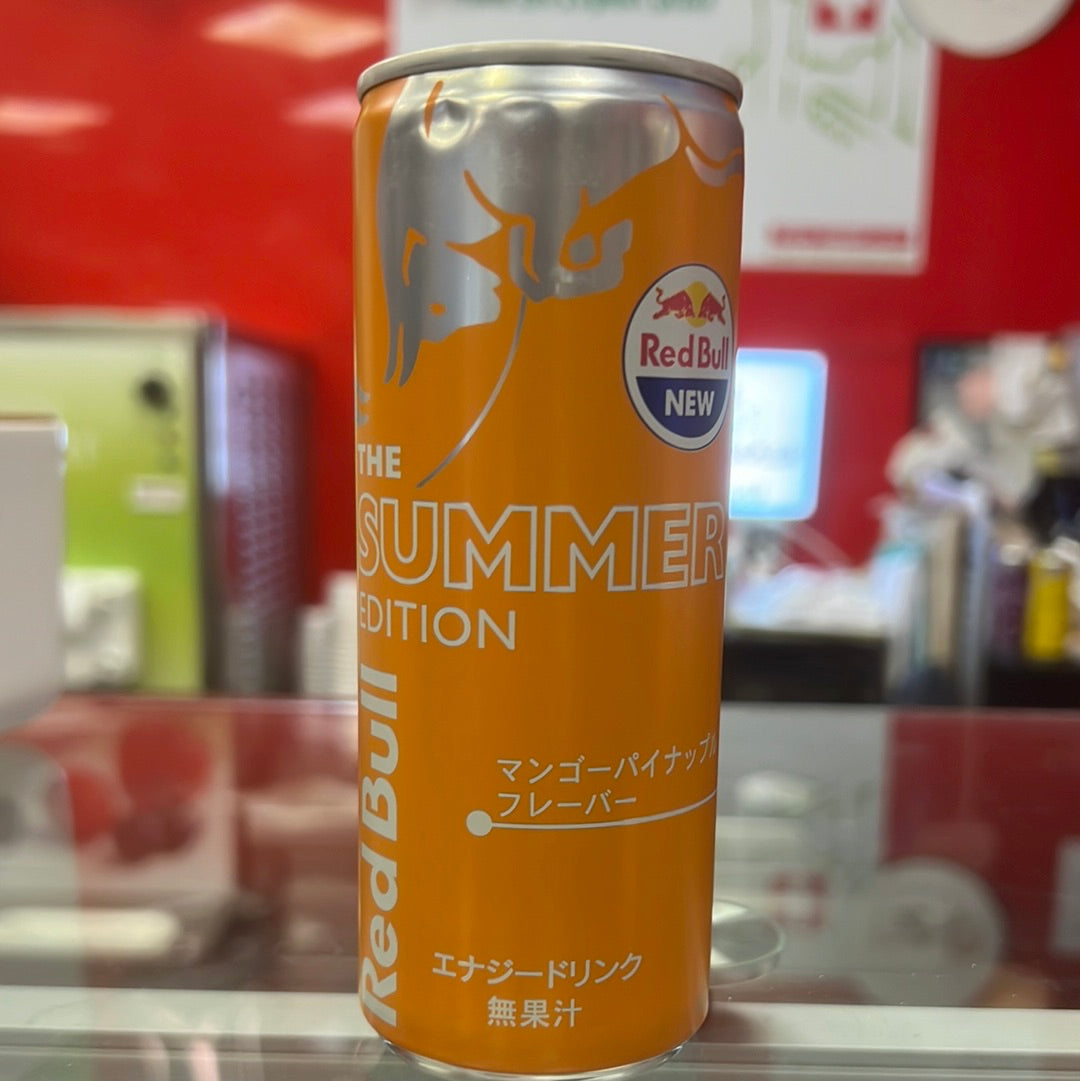 Red Bull
NEW
THE
SUMMER
EDITION
Red Bull
マンゴーパイナップル
フレーバー
エナジードリンク
無果汁